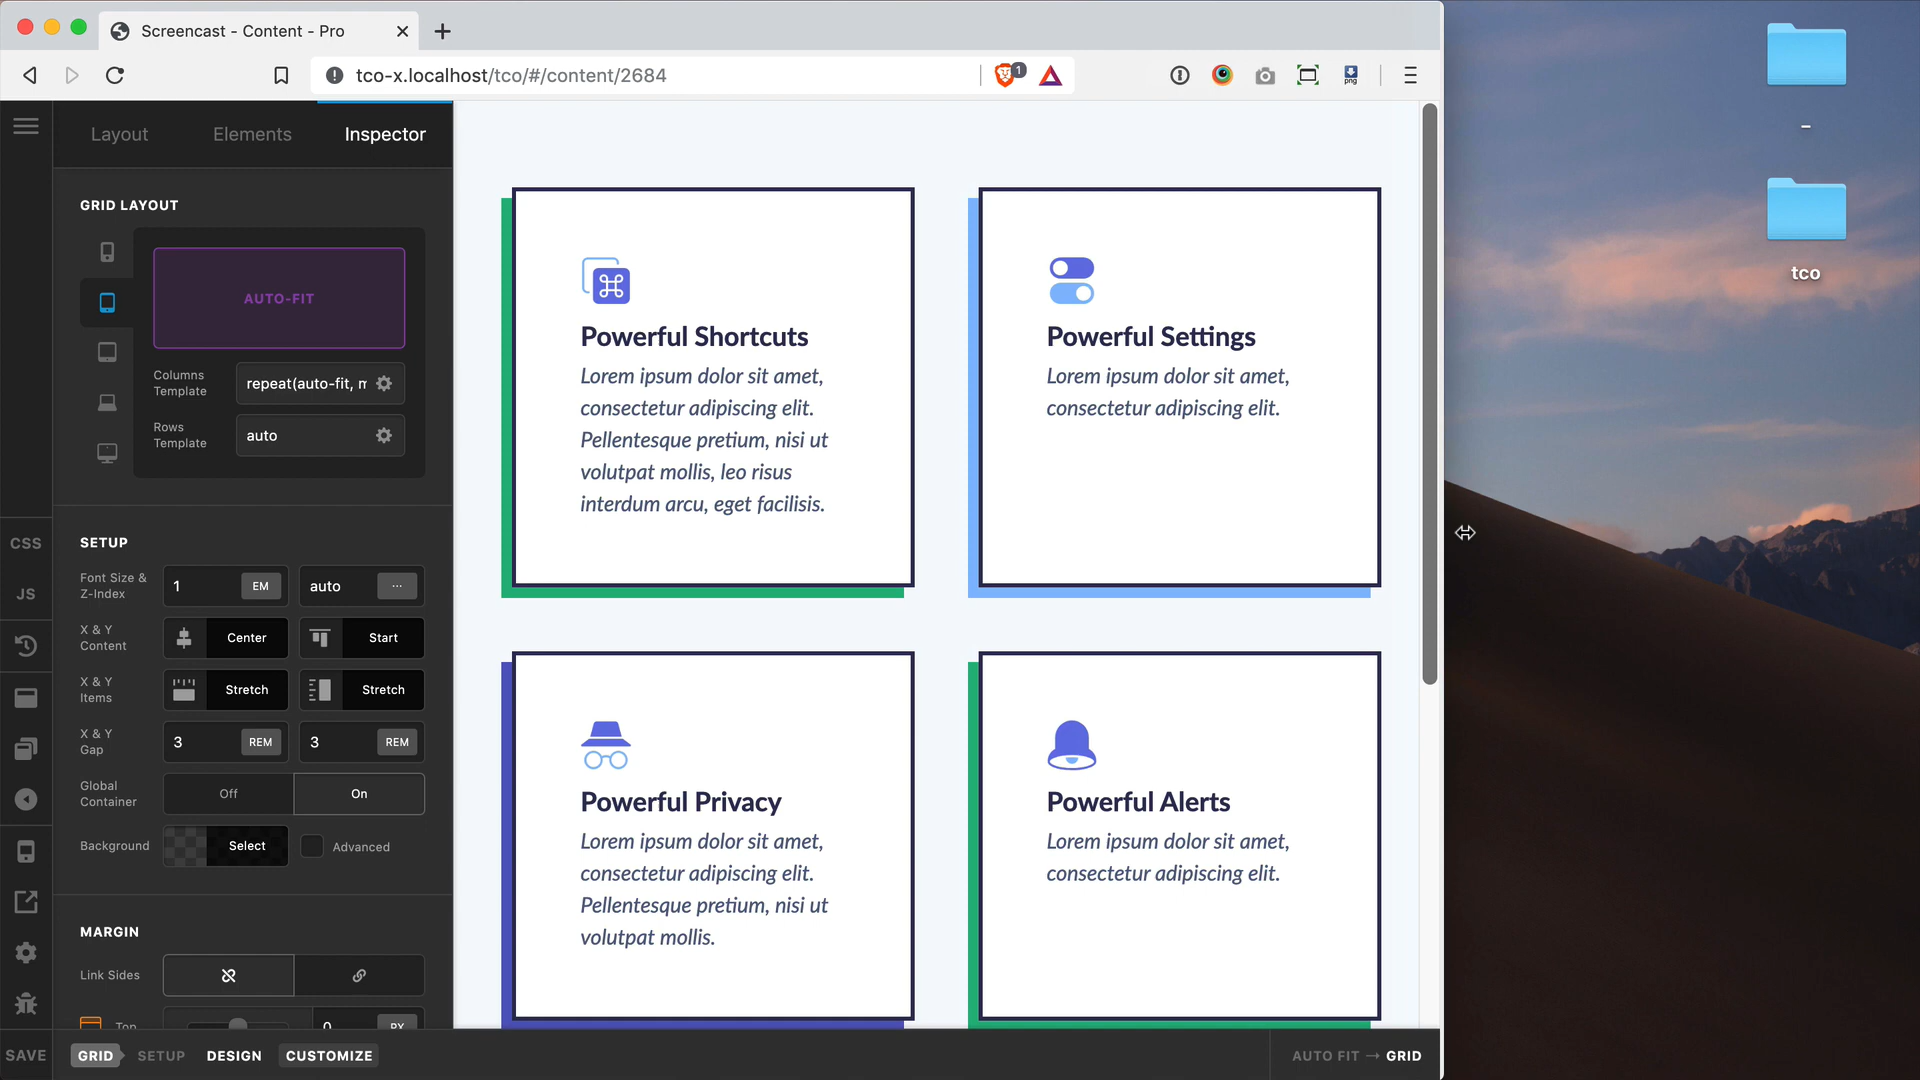 Screencast - Content - Pro
tco-x.localhost/tco/#/content/2684
1
png
Layout
Elements
Inspector
GRID LAYOUT
AUTO-FIT
Columns
Template
repeat(auto-fit, m
Rows
Template
auto
SETUP
Font Size &
Z-Index
1
EM
auto
...
X & Y
Content
Center
Start
X & Y
Items
Stretch
Stretch
X & Y
Gap
3
REM
3
REM
Global
Container
Off
On
Background
Select
Advanced
MARGIN
Link Sides
Top
0
PX
CSS
JS
SAVE
GRID
SETUP
DESIGN
CUSTOMIZE
AUTO FIT → GRID
Powerful Shortcuts
Lorem ipsum dolor sit amet,
consectetur adipiscing elit.
Pellentesque pretium, nisi ut
volutpat mollis, leo risus
interdum arcu, eget facilisis.
Powerful Settings
Lorem ipsum dolor sit amet,
consectetur adipiscing elit.
Powerful Privacy
Lorem ipsum dolor sit amet,
consectetur adipiscing elit.
Pellentesque pretium, nisi ut
volutpat mollis.
Powerful Alerts
Lorem ipsum dolor sit amet,
consectetur adipiscing elit.
–
tco